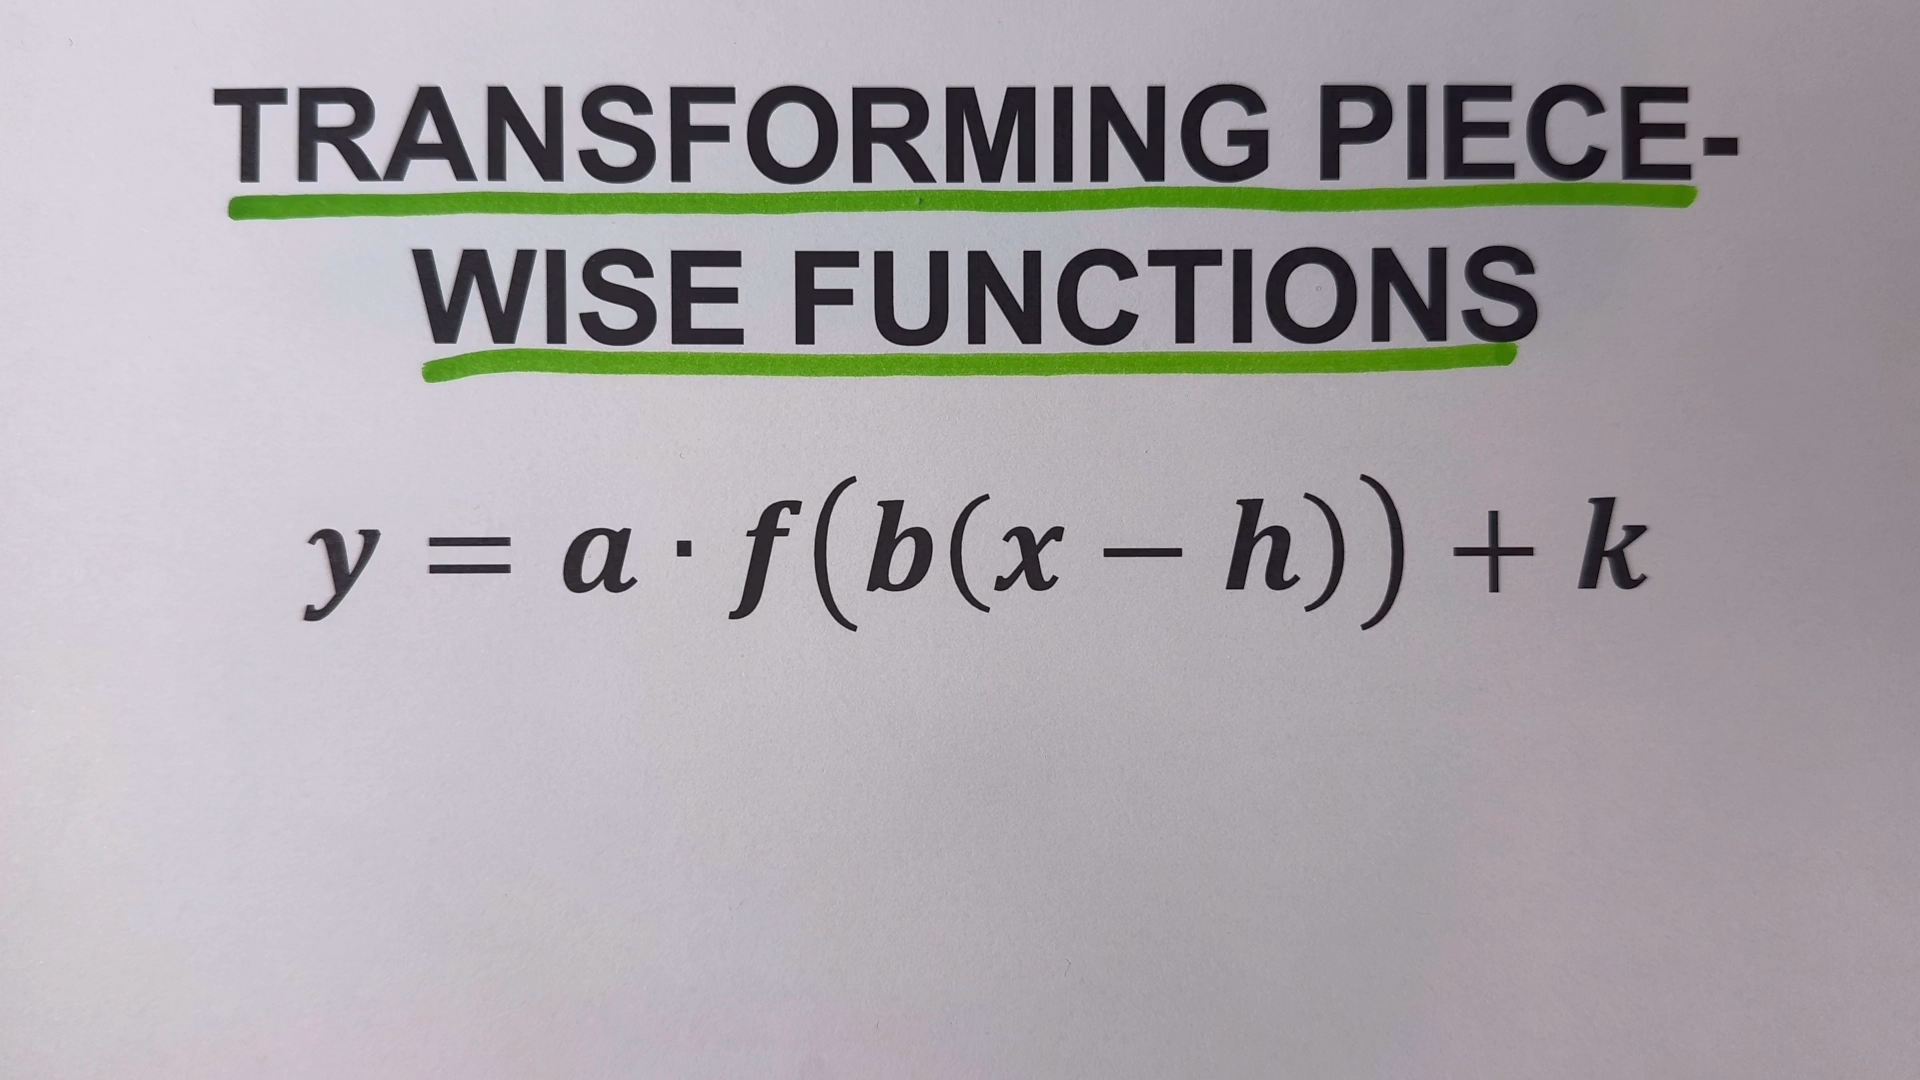 TRANSFORMING PIECE-
WISE FUNCTIONS
y = a · f(b(x − h)) + k